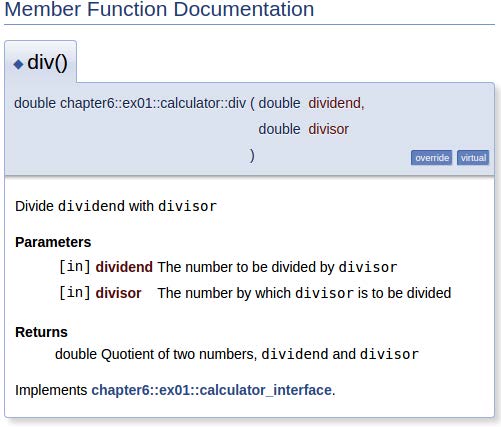 Member Function Documentation
◆ div()
double chapter6::ex01::calculator::div ( double dividend,
double divisor
)
override virtual
Divide dividend with divisor
Parameters
[in] dividend The number to be divided by divisor
[in] divisor The number by which divisor is to be divided
Returns
double Quotient of two numbers, dividend and divisor
Implements chapter6::ex01::calculator_interface.